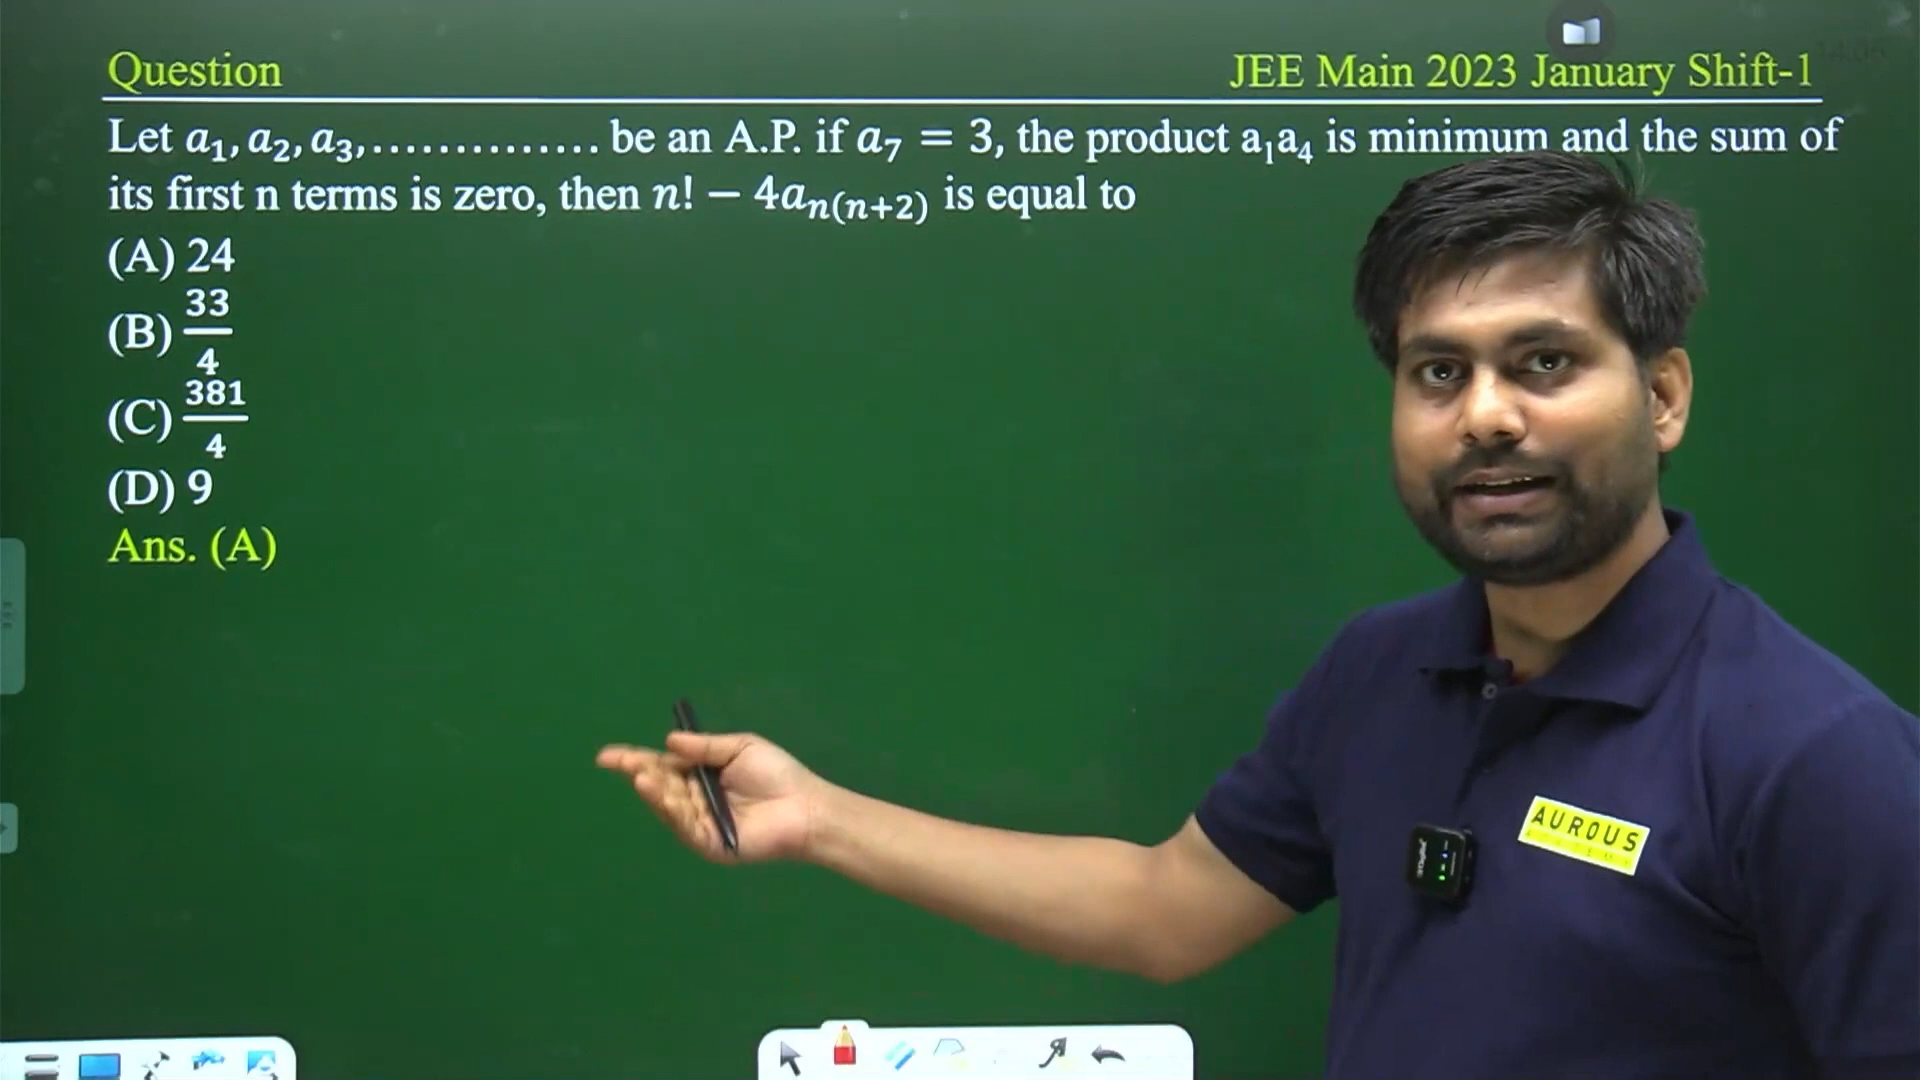 Question
JEE Main 2023 January Shift-1
Let a₁, a₂, a₃,.............. be an A.P. if a₇ = 3, the product a₁a₄ is minimum and the sum of
its first n terms is zero, then n! − 4aₙ₍ₙ₊₂₎ is equal to
(A) 24
(B) 33/4
(C) 381/4
(D) 9
Ans. (A)
AUROUS